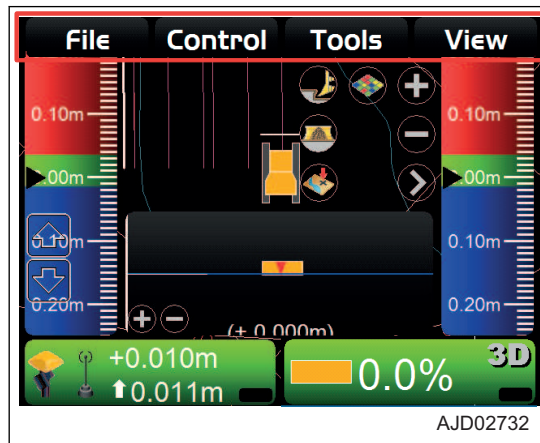 File Control Tools View
0.10m 0.10m
.00m .00m
0.10m 0.10m
0.20m 0.20m
(+ 0.000m)
+0.010m 0.0% 3D
0.011m
AJD02732